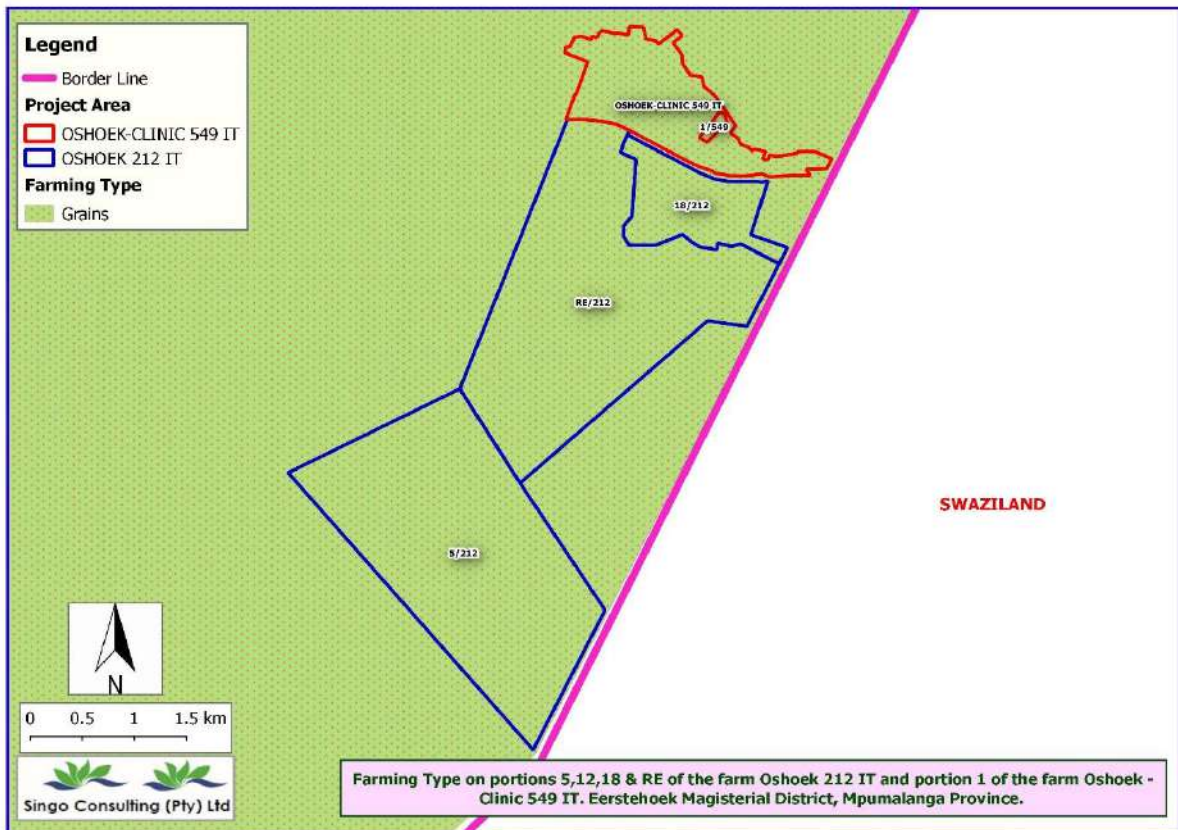 Legend
Border Line
Project Area
OSHOEK-CLINIC 549 IT
OSHOEK 212 IT
Farming Type
Grains
OSHOEK-CLINIC 549 IT
1/549
18/212
RE/212
5/212
SWAZILAND
N
0 0.5 1 1.5 km
Singo Consulting (Pty) Ltd
Farming Type on portions 5,12,18 & RE of the farm Oshoek 212 IT and portion 1 of the farm Oshoek -
Clinic 549 IT. Eerstehoek Magisterial District, Mpumalanga Province.